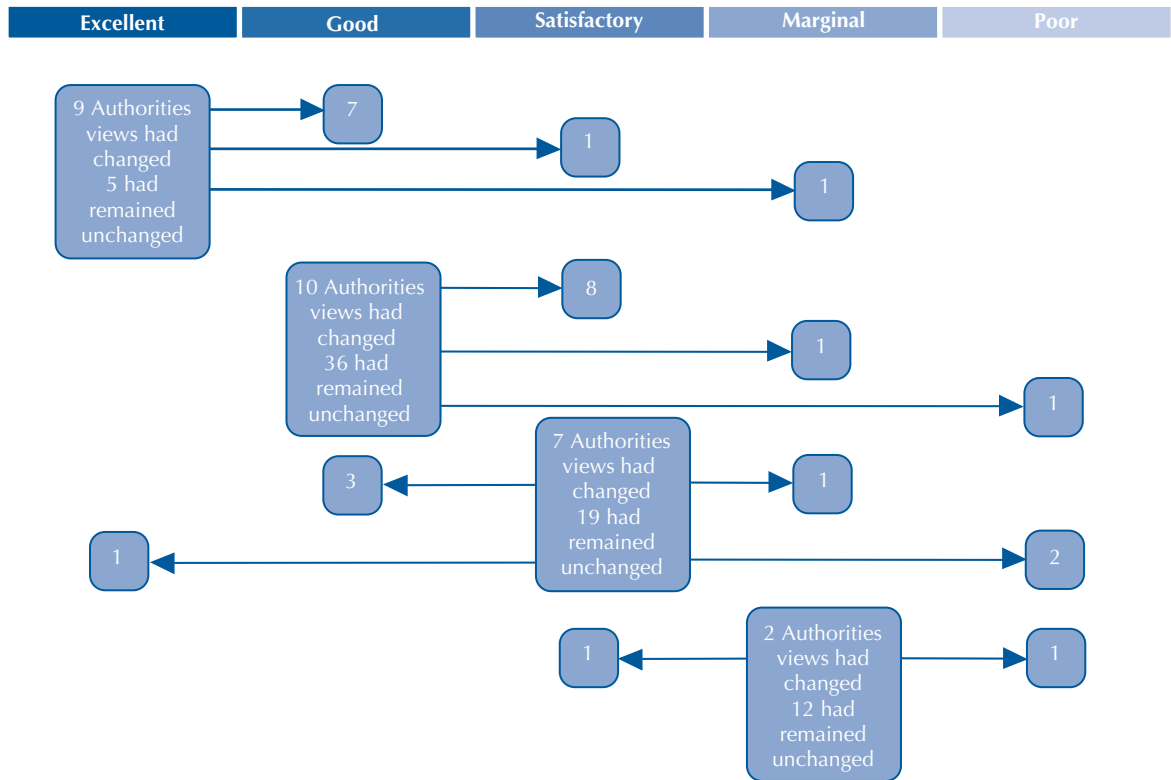 Excellent
Good
Satisfactory
Marginal
Poor
9 Authorities
views had
changed
5 had
remained
unchanged
7
1
1
10 Authorities
views had
changed
36 had
remained
unchanged
8
1
1
7 Authorities
views had
changed
19 had
remained
unchanged
3
1
1
2
2 Authorities
views had
changed
12 had
remained
unchanged
1
1